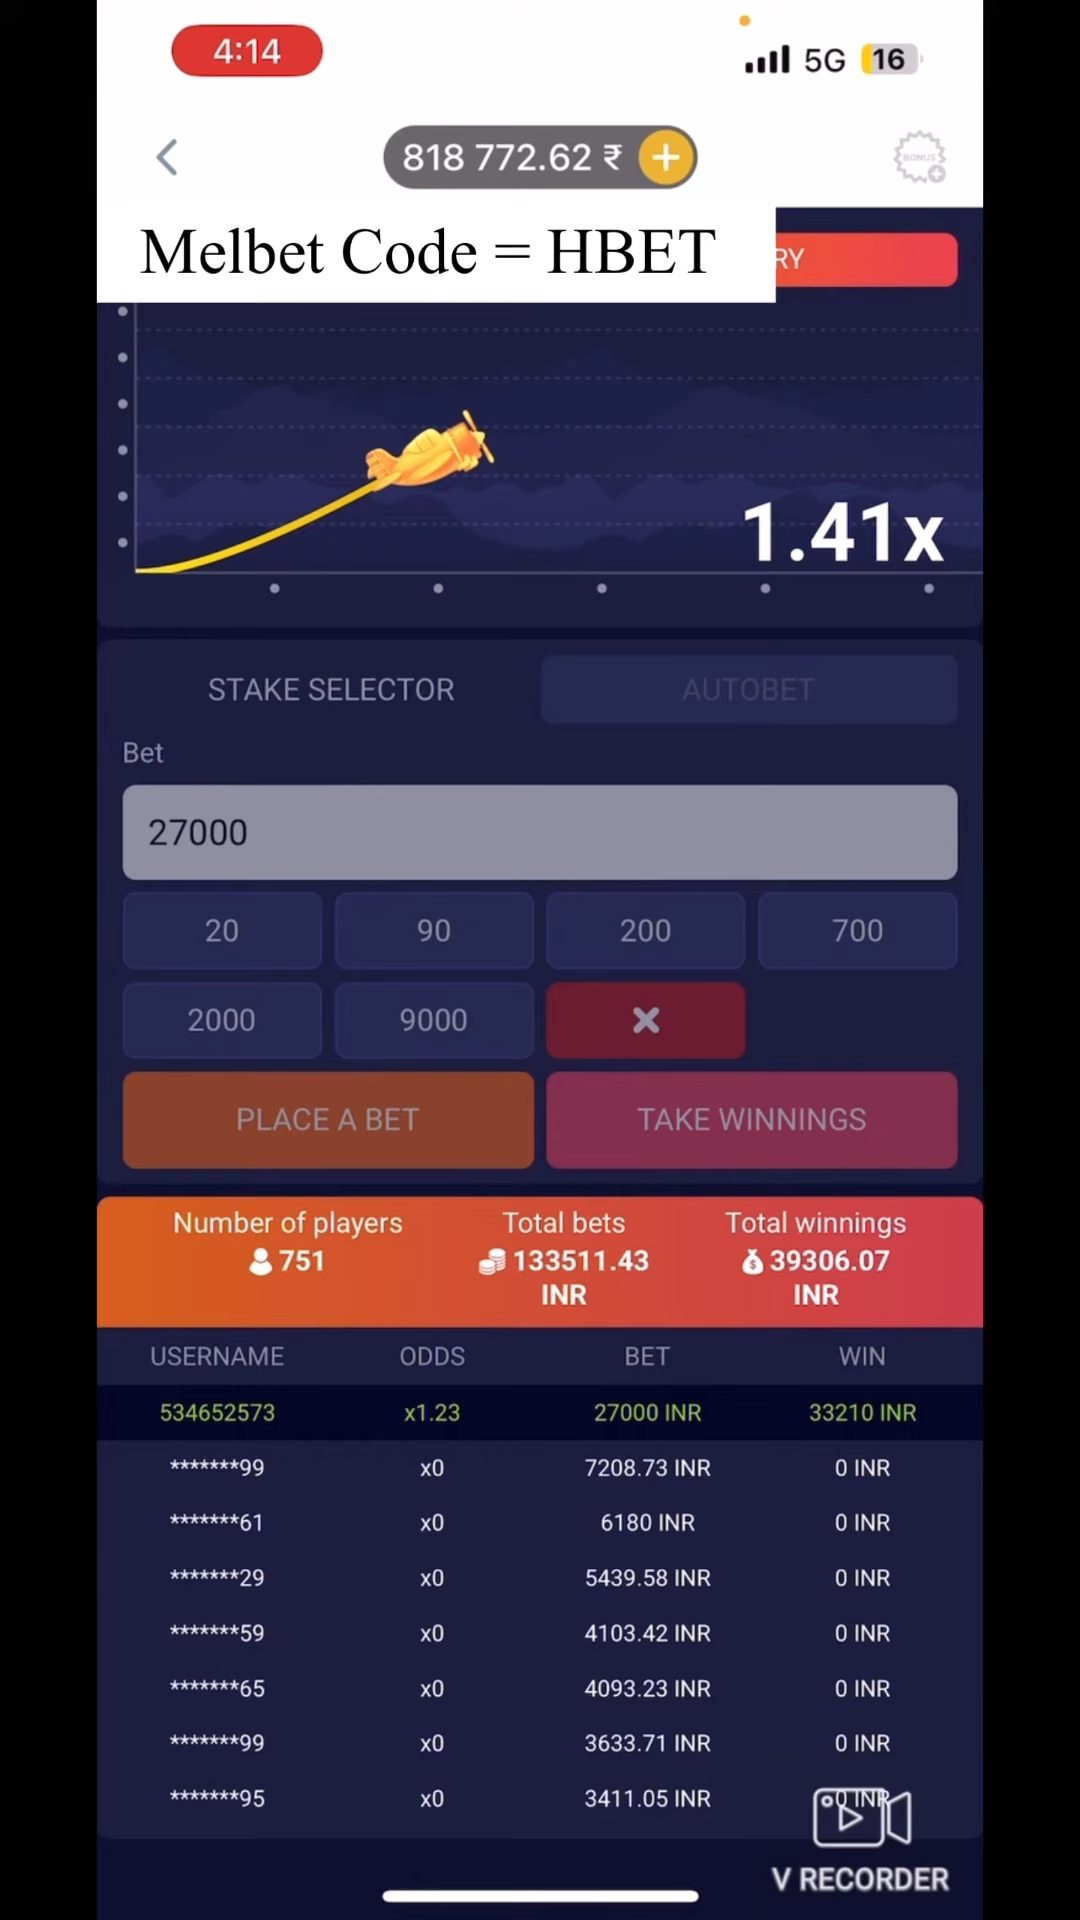 4:14
5G 16
818 772.62 ₹ +
BONUS
Melbet Code = HBET
RY
1.41x
STAKE SELECTOR AUTOBET
Bet
27000
20 90 200 700
2000 9000
PLACE A BET TAKE WINNINGS
Number of players Total bets Total winnings
751 133511.43 39306.07
INR INR
USERNAME ODDS BET WIN
534652573 x1.23 27000 INR 33210 INR
*******99 x0 7208.73 INR 0 INR
*******61 x0 6180 INR 0 INR
*******29 x0 5439.58 INR 0 INR
*******59 x0 4103.42 INR 0 INR
*******65 x0 4093.23 INR 0 INR
*******99 x0 3633.71 INR 0 INR
*******95 x0 3411.05 INR 0 INR
V RECORDER